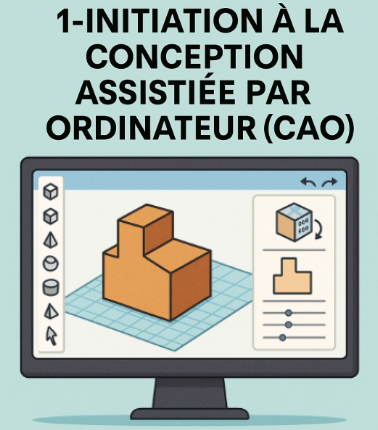 1-INITIATION À LA
CONCEPTION
ASSISTIÉE PAR
ORDINATEUR (CAO)